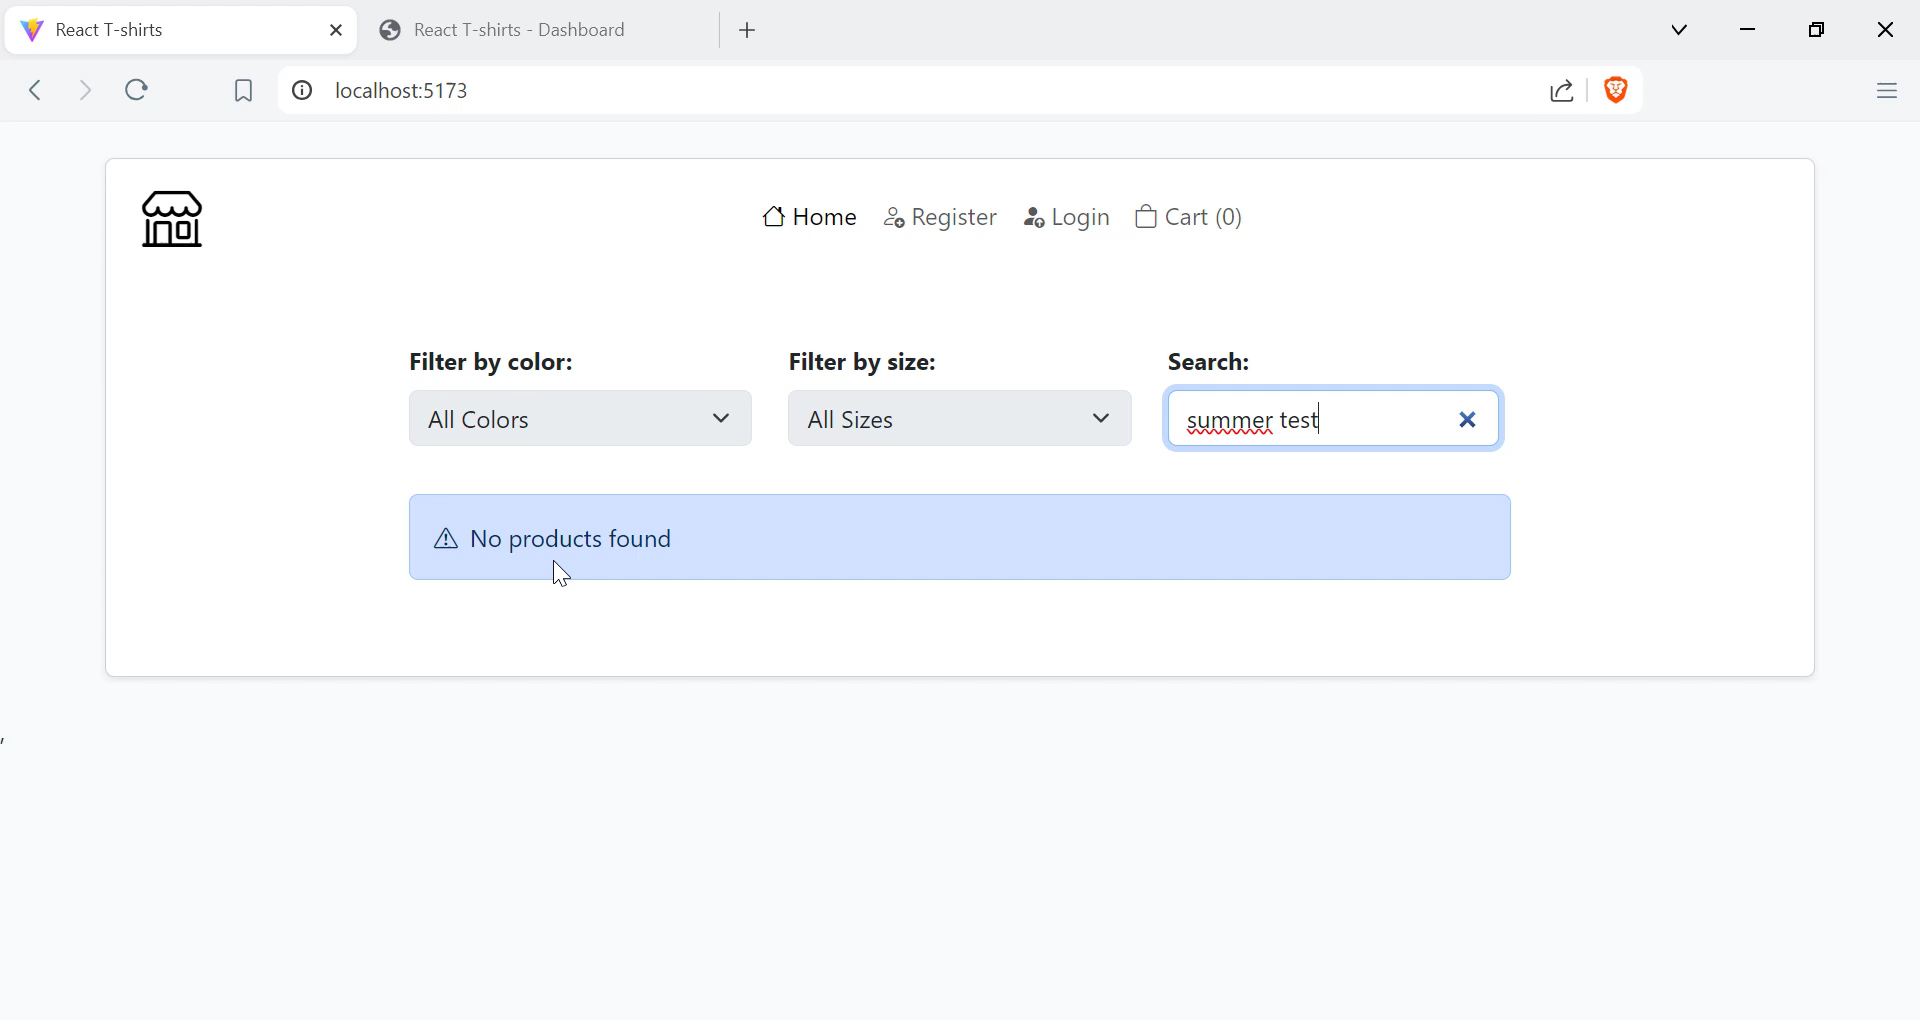 React T-shirts
React T-shirts - Dashboard
localhost:5173
Home Register Login Cart (0)
Filter by color: Filter by size: Search:
All Colors All Sizes summer test
No products found
,